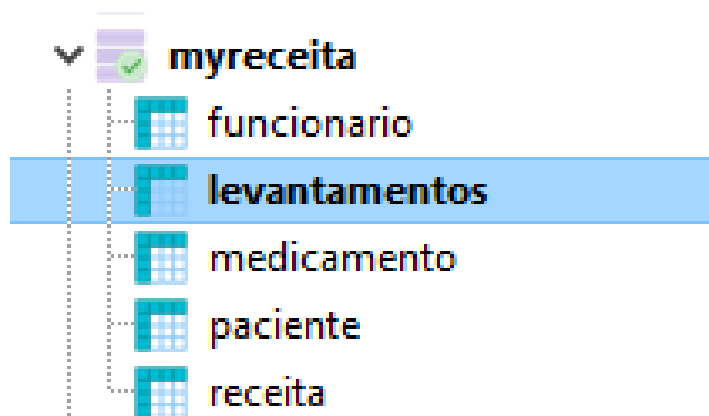 myreceita
funcionario
levantamentos
medicamento
paciente
receita